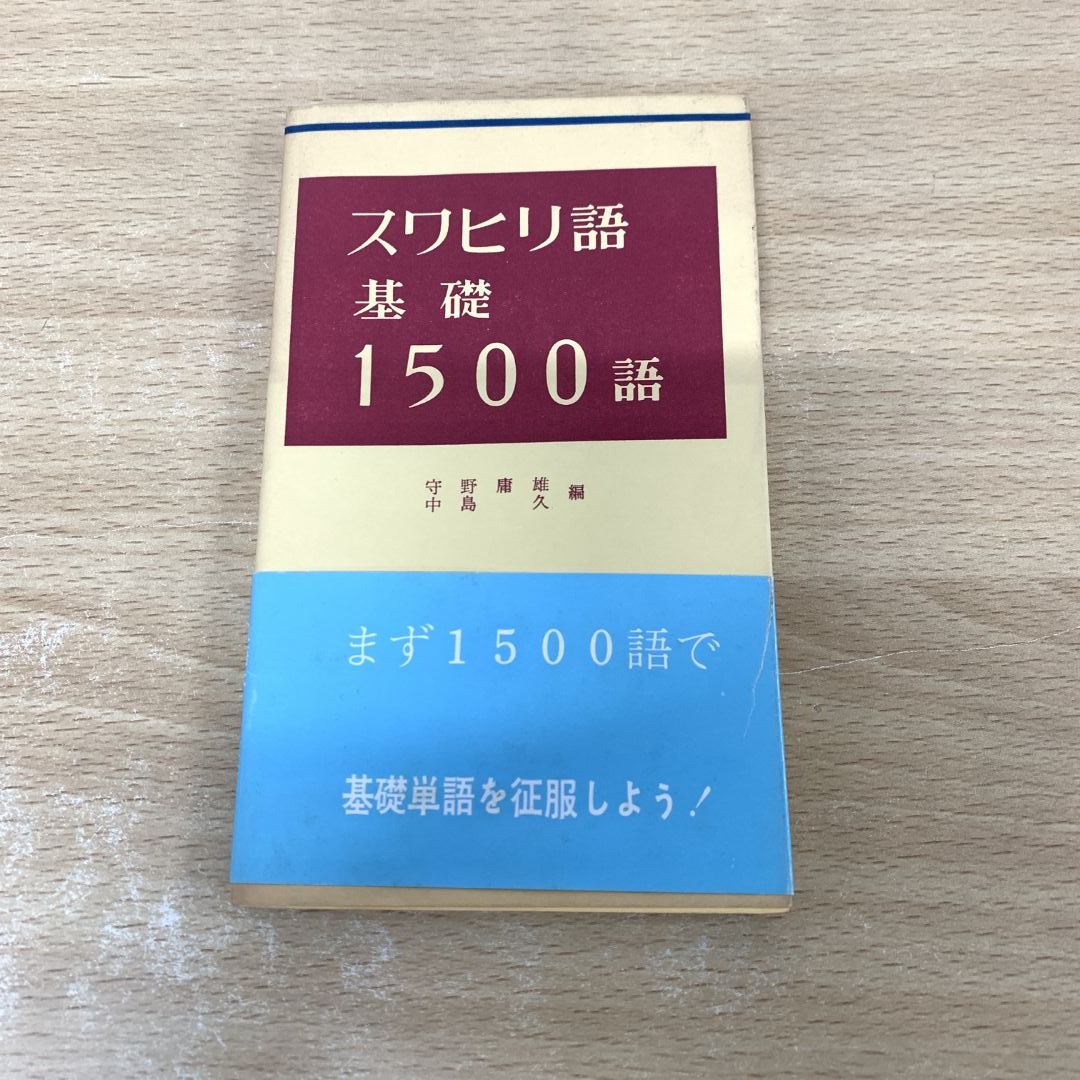 スワヒリ語
基礎
1500語
守野庸雄
中島久
編
まず1500語で
基礎単語を征服しよう!